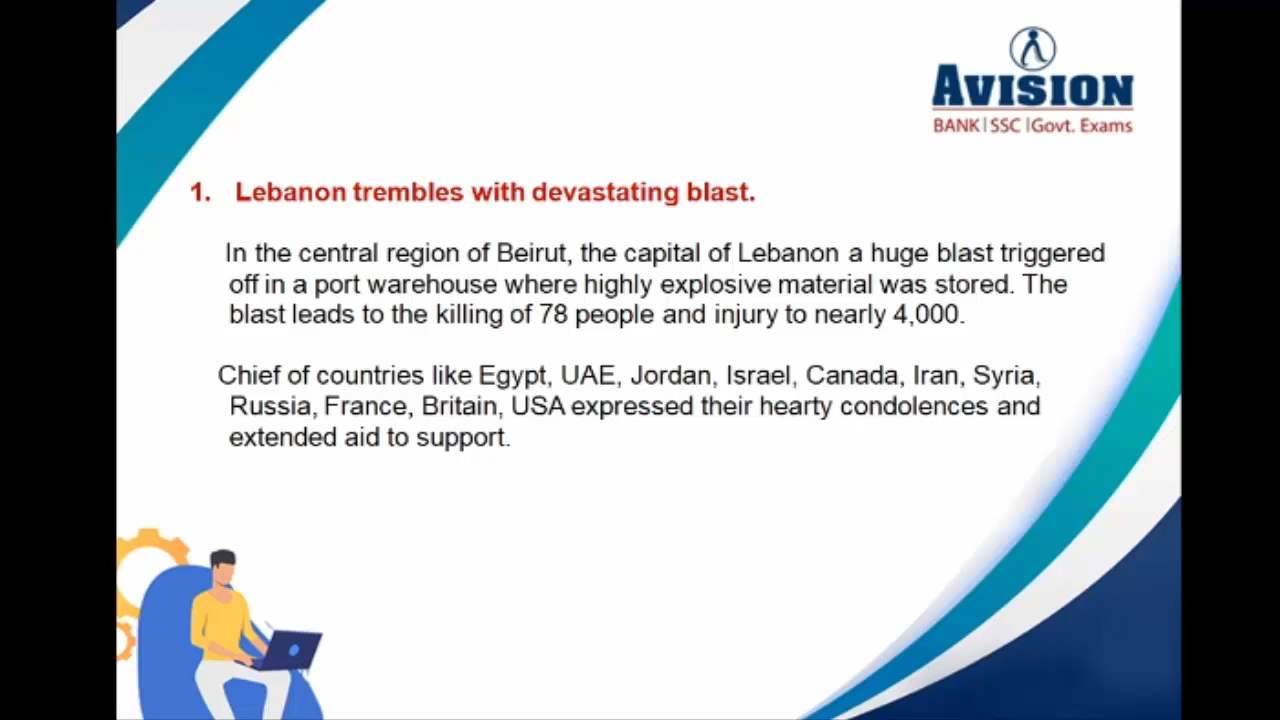 AVISION
BANK | SSC | Govt. Exams
1. Lebanon trembles with devastating blast.
In the central region of Beirut, the capital of Lebanon a huge blast triggered
off in a port warehouse where highly explosive material was stored. The
blast leads to the killing of 78 people and injury to nearly 4,000.
Chief of countries like Egypt, UAE, Jordan, Israel, Canada, Iran, Syria,
Russia, France, Britain, USA expressed their hearty condolences and
extended aid to support.